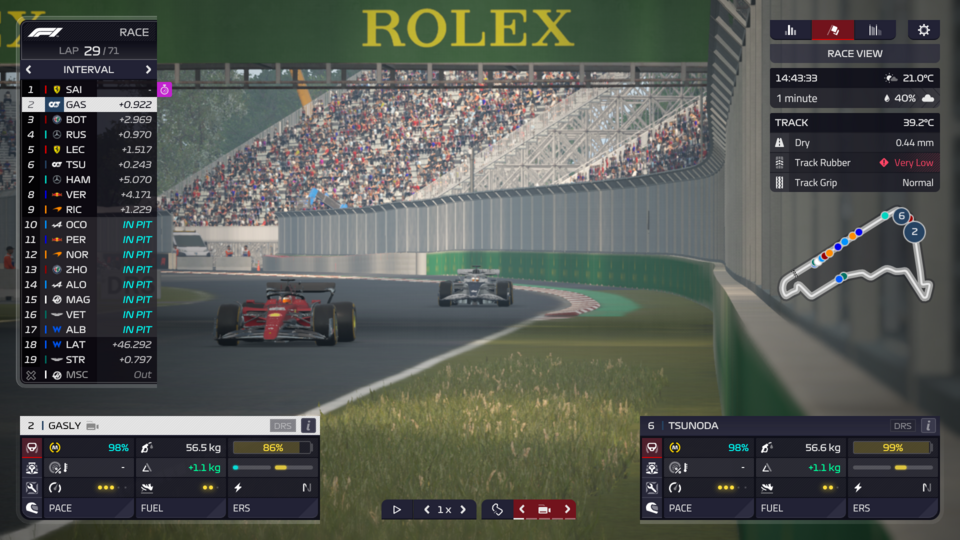 ROLEX
F1 RACE
LAP 29/71
INTERVAL
1 SAI -
2 GAS +0.922
3 BOT +2.969
4 RUS +0.970
5 LEC +1.517
6 TSU +0.243
7 HAM +5.070
8 VER +4.171
9 RIC +1.229
10 OCO IN PIT
11 PER IN PIT
12 NOR IN PIT
13 ZHO IN PIT
14 ALO IN PIT
15 MAG IN PIT
16 VET IN PIT
17 ALB IN PIT
18 LAT +46.292
19 STR +0.797
MSC Out
RACE VIEW
14:43:33 21.0°C
1 minute 40%
TRACK 39.2°C
Dry 0.44 mm
Track Rubber Very Low
Track Grip Normal
6
2
2 | GASLY DRS i
M 98% 56.5 kg 86%
- +1.1 kg
N
PACE FUEL ERS
1x
6 | TSUNODA DRS i
M 98% 56.6 kg 99%
- +1.1 kg
N
PACE FUEL ERS